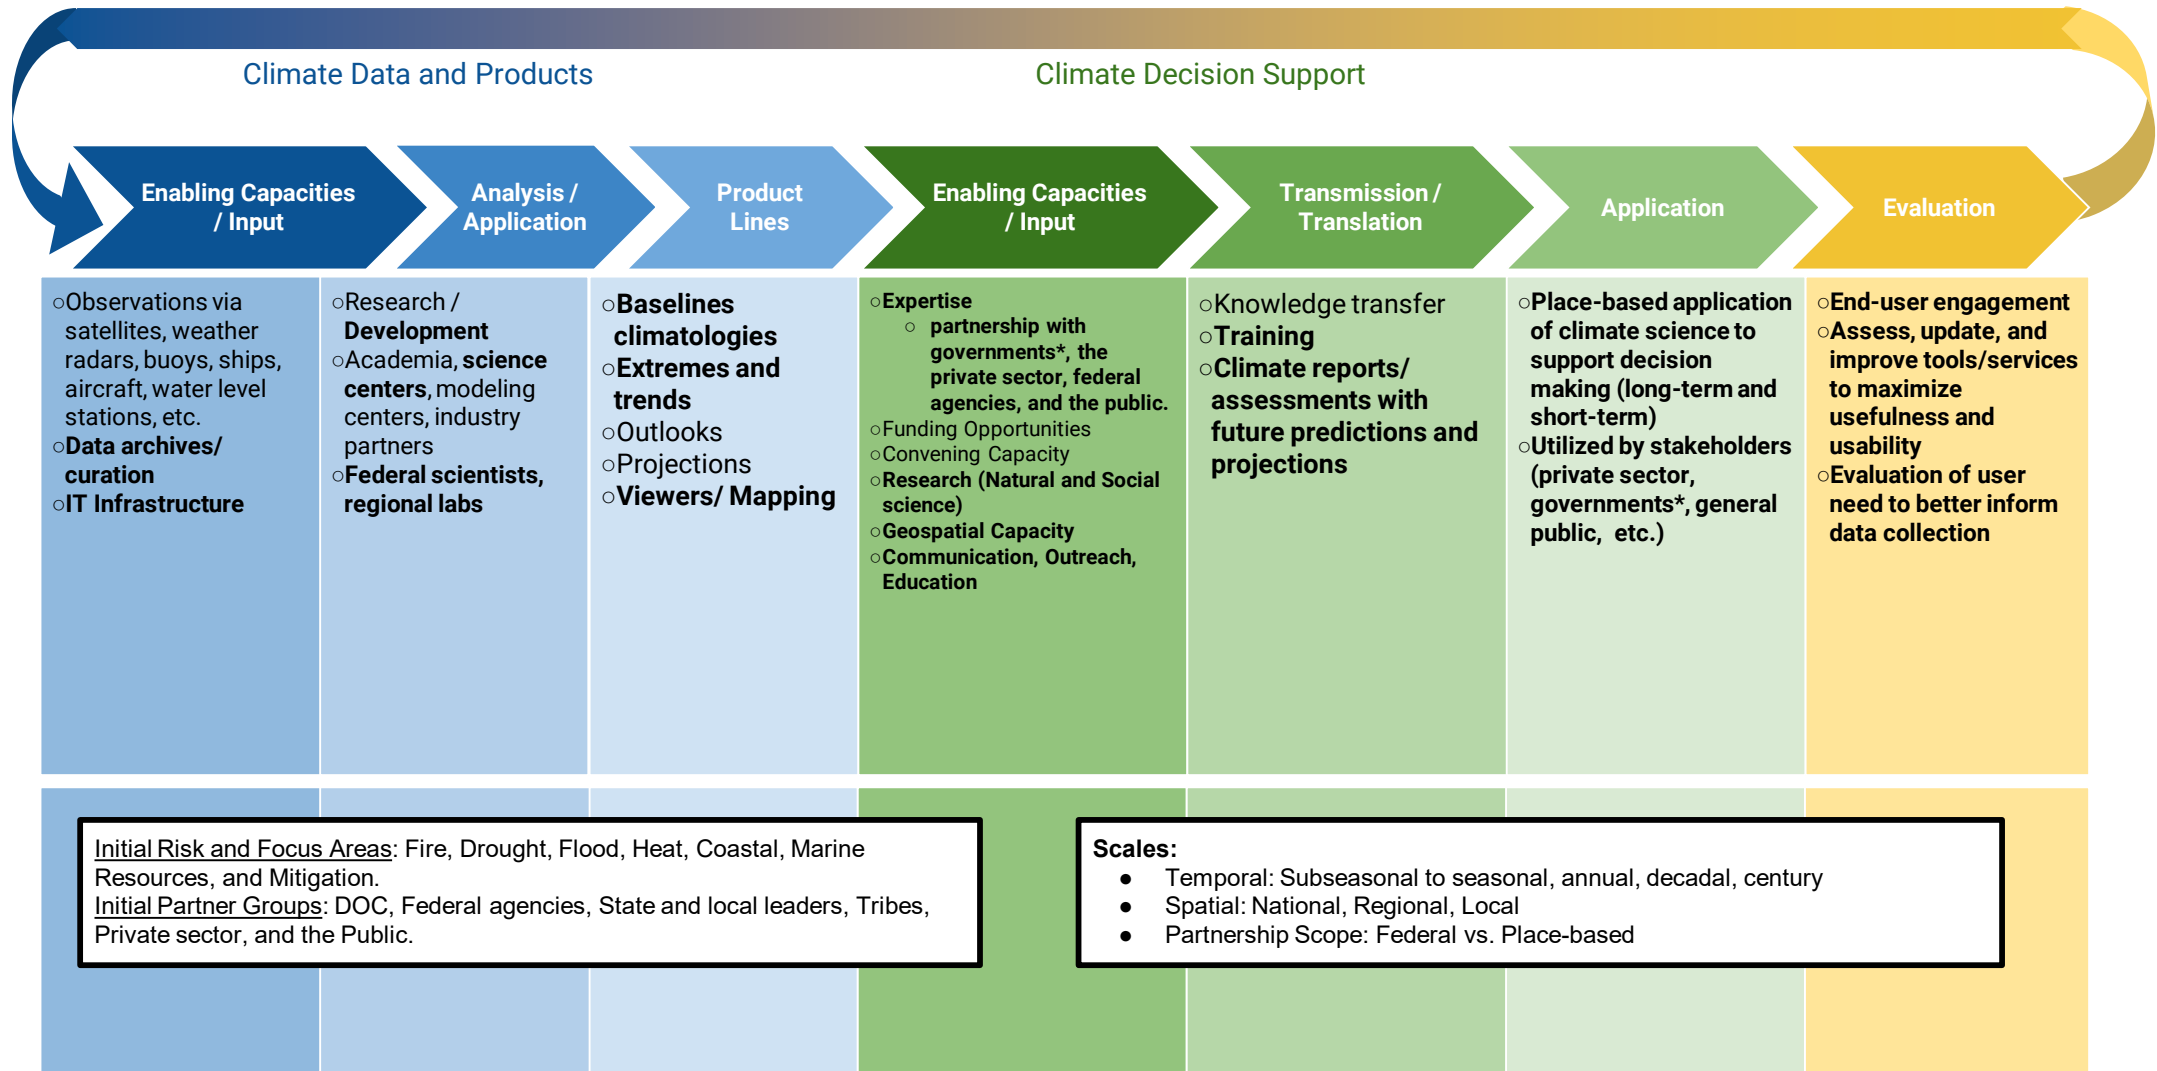 Climate Data and Products
Climate Decision Support
Enabling Capacities
/ Input
Analysis /
Application
Product
Lines
Enabling Capacities
/ Input
Transmission /
Translation
Application
Evaluation
○Observations via
satellites, weather
radars, buoys, ships,
aircraft, water level
stations, etc.
○Data archives/
curation
○IT Infrastructure
○Research /
Development
○Academia, science
centers, modeling
centers, industry
partners
○Federal scientists,
regional labs
○Baselines
climatologies
○Extremes and
trends
○Outlooks
○Projections
○Viewers/ Mapping
○Expertise
○ partnership with
governments*, the
private sector, federal
agencies, and the public.
○Funding Opportunities
○Convening Capacity
○Research (Natural and Social
science)
○Geospatial Capacity
○Communication, Outreach,
Education
○Knowledge transfer
○Training
○Climate reports/
assessments with
future predictions and
projections
○Place-based application
of climate science to
support decision
making (long-term and
short-term)
○Utilized by stakeholders
(private sector,
governments*, general
public, etc.)
○End-user engagement
○Assess, update, and
improve tools/services
to maximize
usefulness and
usability
○Evaluation of user
need to better inform
data collection
Initial Risk and Focus Areas: Fire, Drought, Flood, Heat, Coastal, Marine
Resources, and Mitigation.
Initial Partner Groups: DOC, Federal agencies, State and local leaders, Tribes,
Private sector, and the Public.
Scales:
● Temporal: Subseasonal to seasonal, annual, decadal, century
● Spatial: National, Regional, Local
● Partnership Scope: Federal vs. Place-based